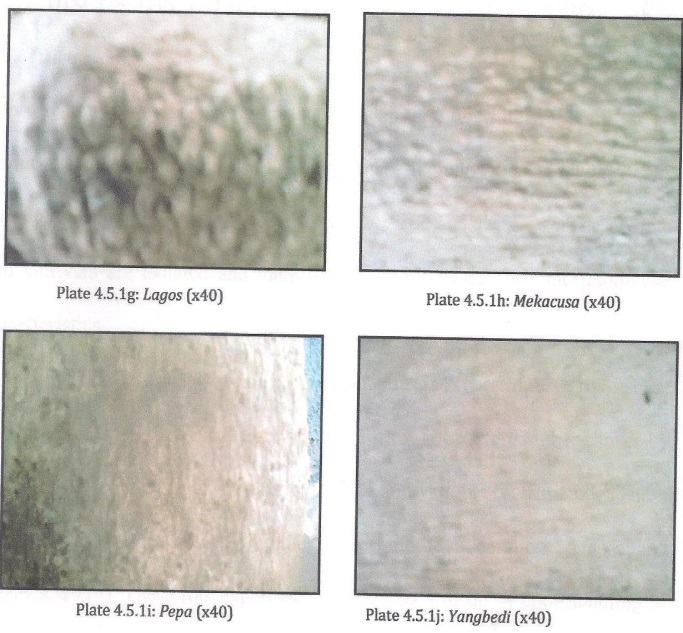 Plate 4.5.1g: Lagos (x40)
Plate 4.5.1h: Mekacusa (x40)
Plate 4.5.1i: Pepa (x40)
Plate 4.5.1j: Yangbedi (x40)